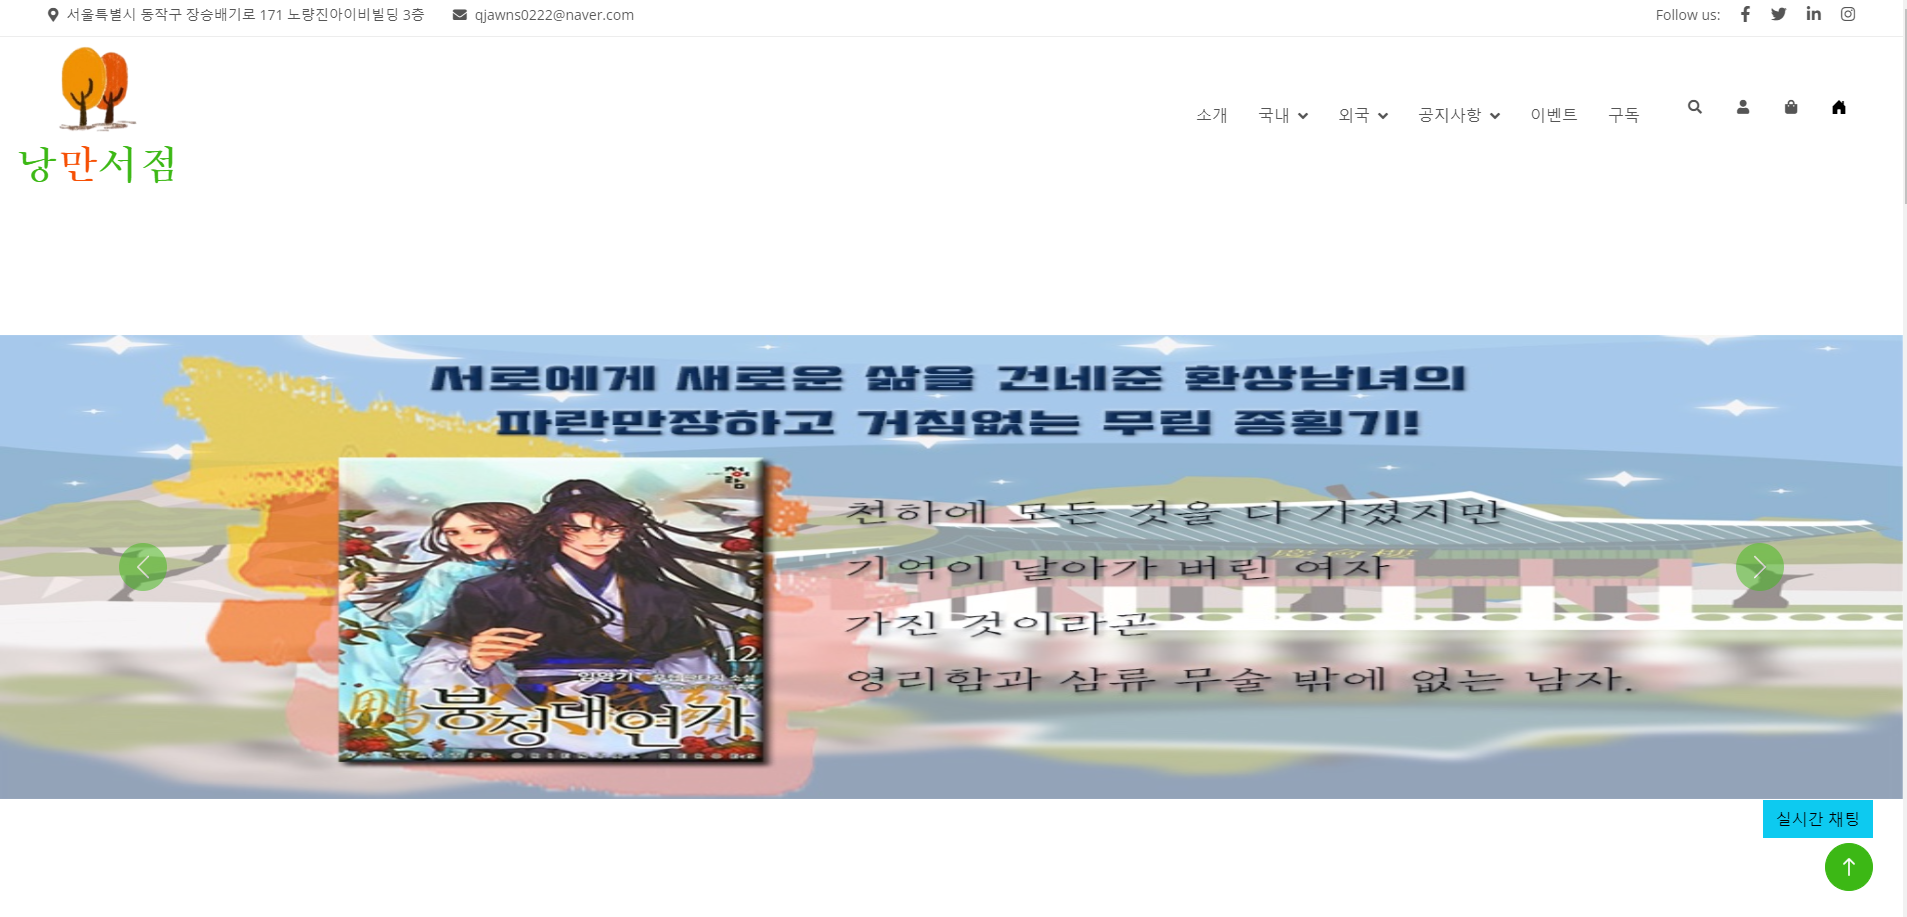 서울특별시 동작구 장승배기로 171 노량진아이비빌딩 3층
qjawns0222@naver.com
Follow us:
낭만서점
소개
국내
외국
공지사항
이벤트
구독
서로에게 새로운 삶을 건네준 환상남녀의
파란만장하고 거침없는 무림 종횡기!
천하에 모든 것을 다 가졌지만
기억이 날아가 버린 여자
가진 것이라곤
영리함과 삼류 무술 밖에 없는 남자.
청어람
12
붕정대연가
실시간 채팅